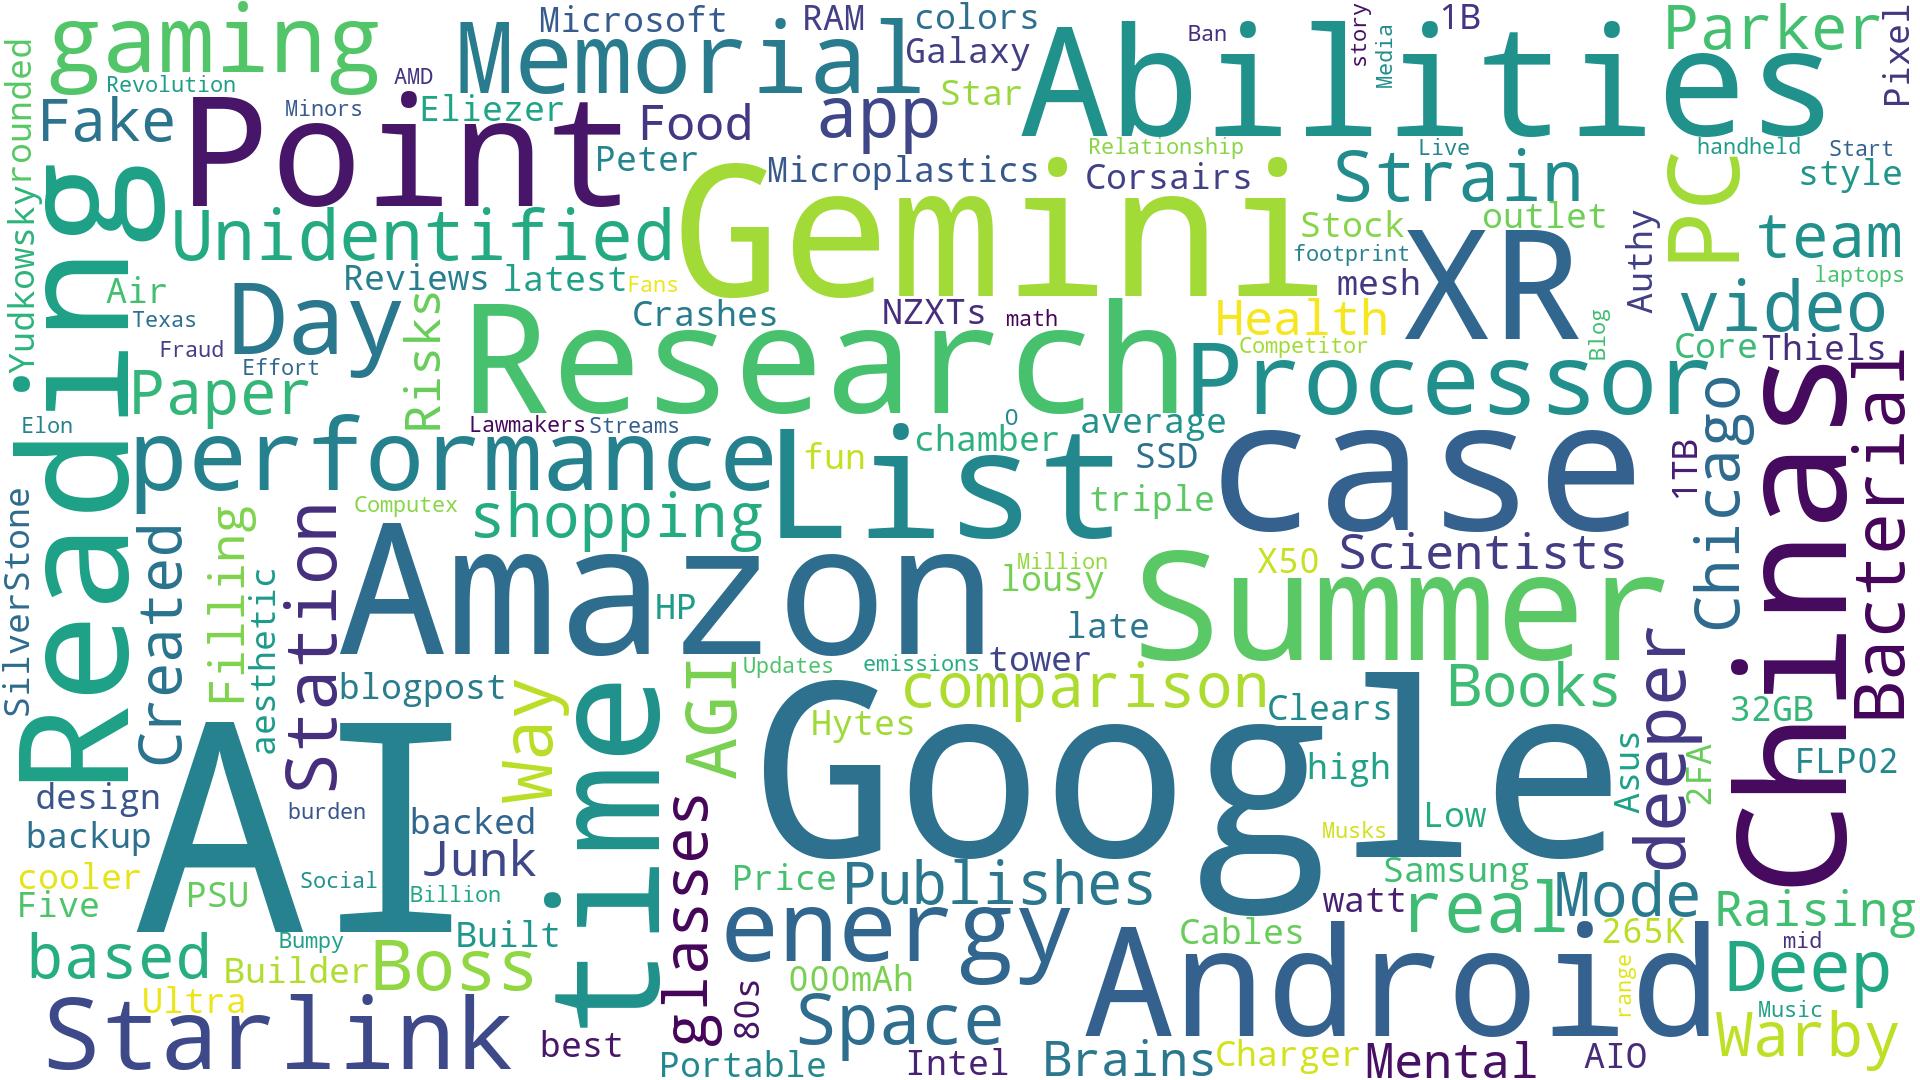 gaming
Revolution
Memorial
Microsoft
RAM
colors
Galaxy
Star
Abilities
Ban
story
Media
1B
Parker
Pixel
AMD
Minors
Eliezer
Fake
Point
Peter
Food
app
Microplastics
Relationship
Corsairs
Strain
Live
handheld
Start
style
Yudkowskyrounded
Reading
Unidentified
Gemini
Stock
outlet
footprint
XR
Authy
PC
team
laptops
Air
Texas
Fraud
Day
Effort
Reviews
latest
Fans
Risks
Crashes
NZXTs
math
Research
Health
Competitor
mesh
Blog
video
Core
Thiels
Processor
Paper
Elon
performance
Lawmakers
Streams
List
O
chamber
average
fun
SSD
triple
case
1TB
Chicago
Chinas
Bacterial
SilverStone
Created
Filling
aesthetic
Station
Computex
shopping
Amazon
HP
Million
lousy
late
tower
X50
Scientists
Summer
AI
blogpost
Way
time
AGI
Updates
emissions
comparison
Hytes
Google
Clears
high
Books
Asus
deeper
2FA
32GB
FLP02
design
backup
burden
backed
Junk
cooler
Five
PSU
Social
Billion
glasses
Price
Publishes
Musks
Low
Samsung
watt
real
Mode
Raising
based
Bumpy
Builder
Boss
Built
energy
Cables
265K
mid
Deep
Ultra
Starlink
best
80s
000mAh
Space
Portable
Intel
Android
Brains
Charger
Mental
AIO
range
Music
Warby